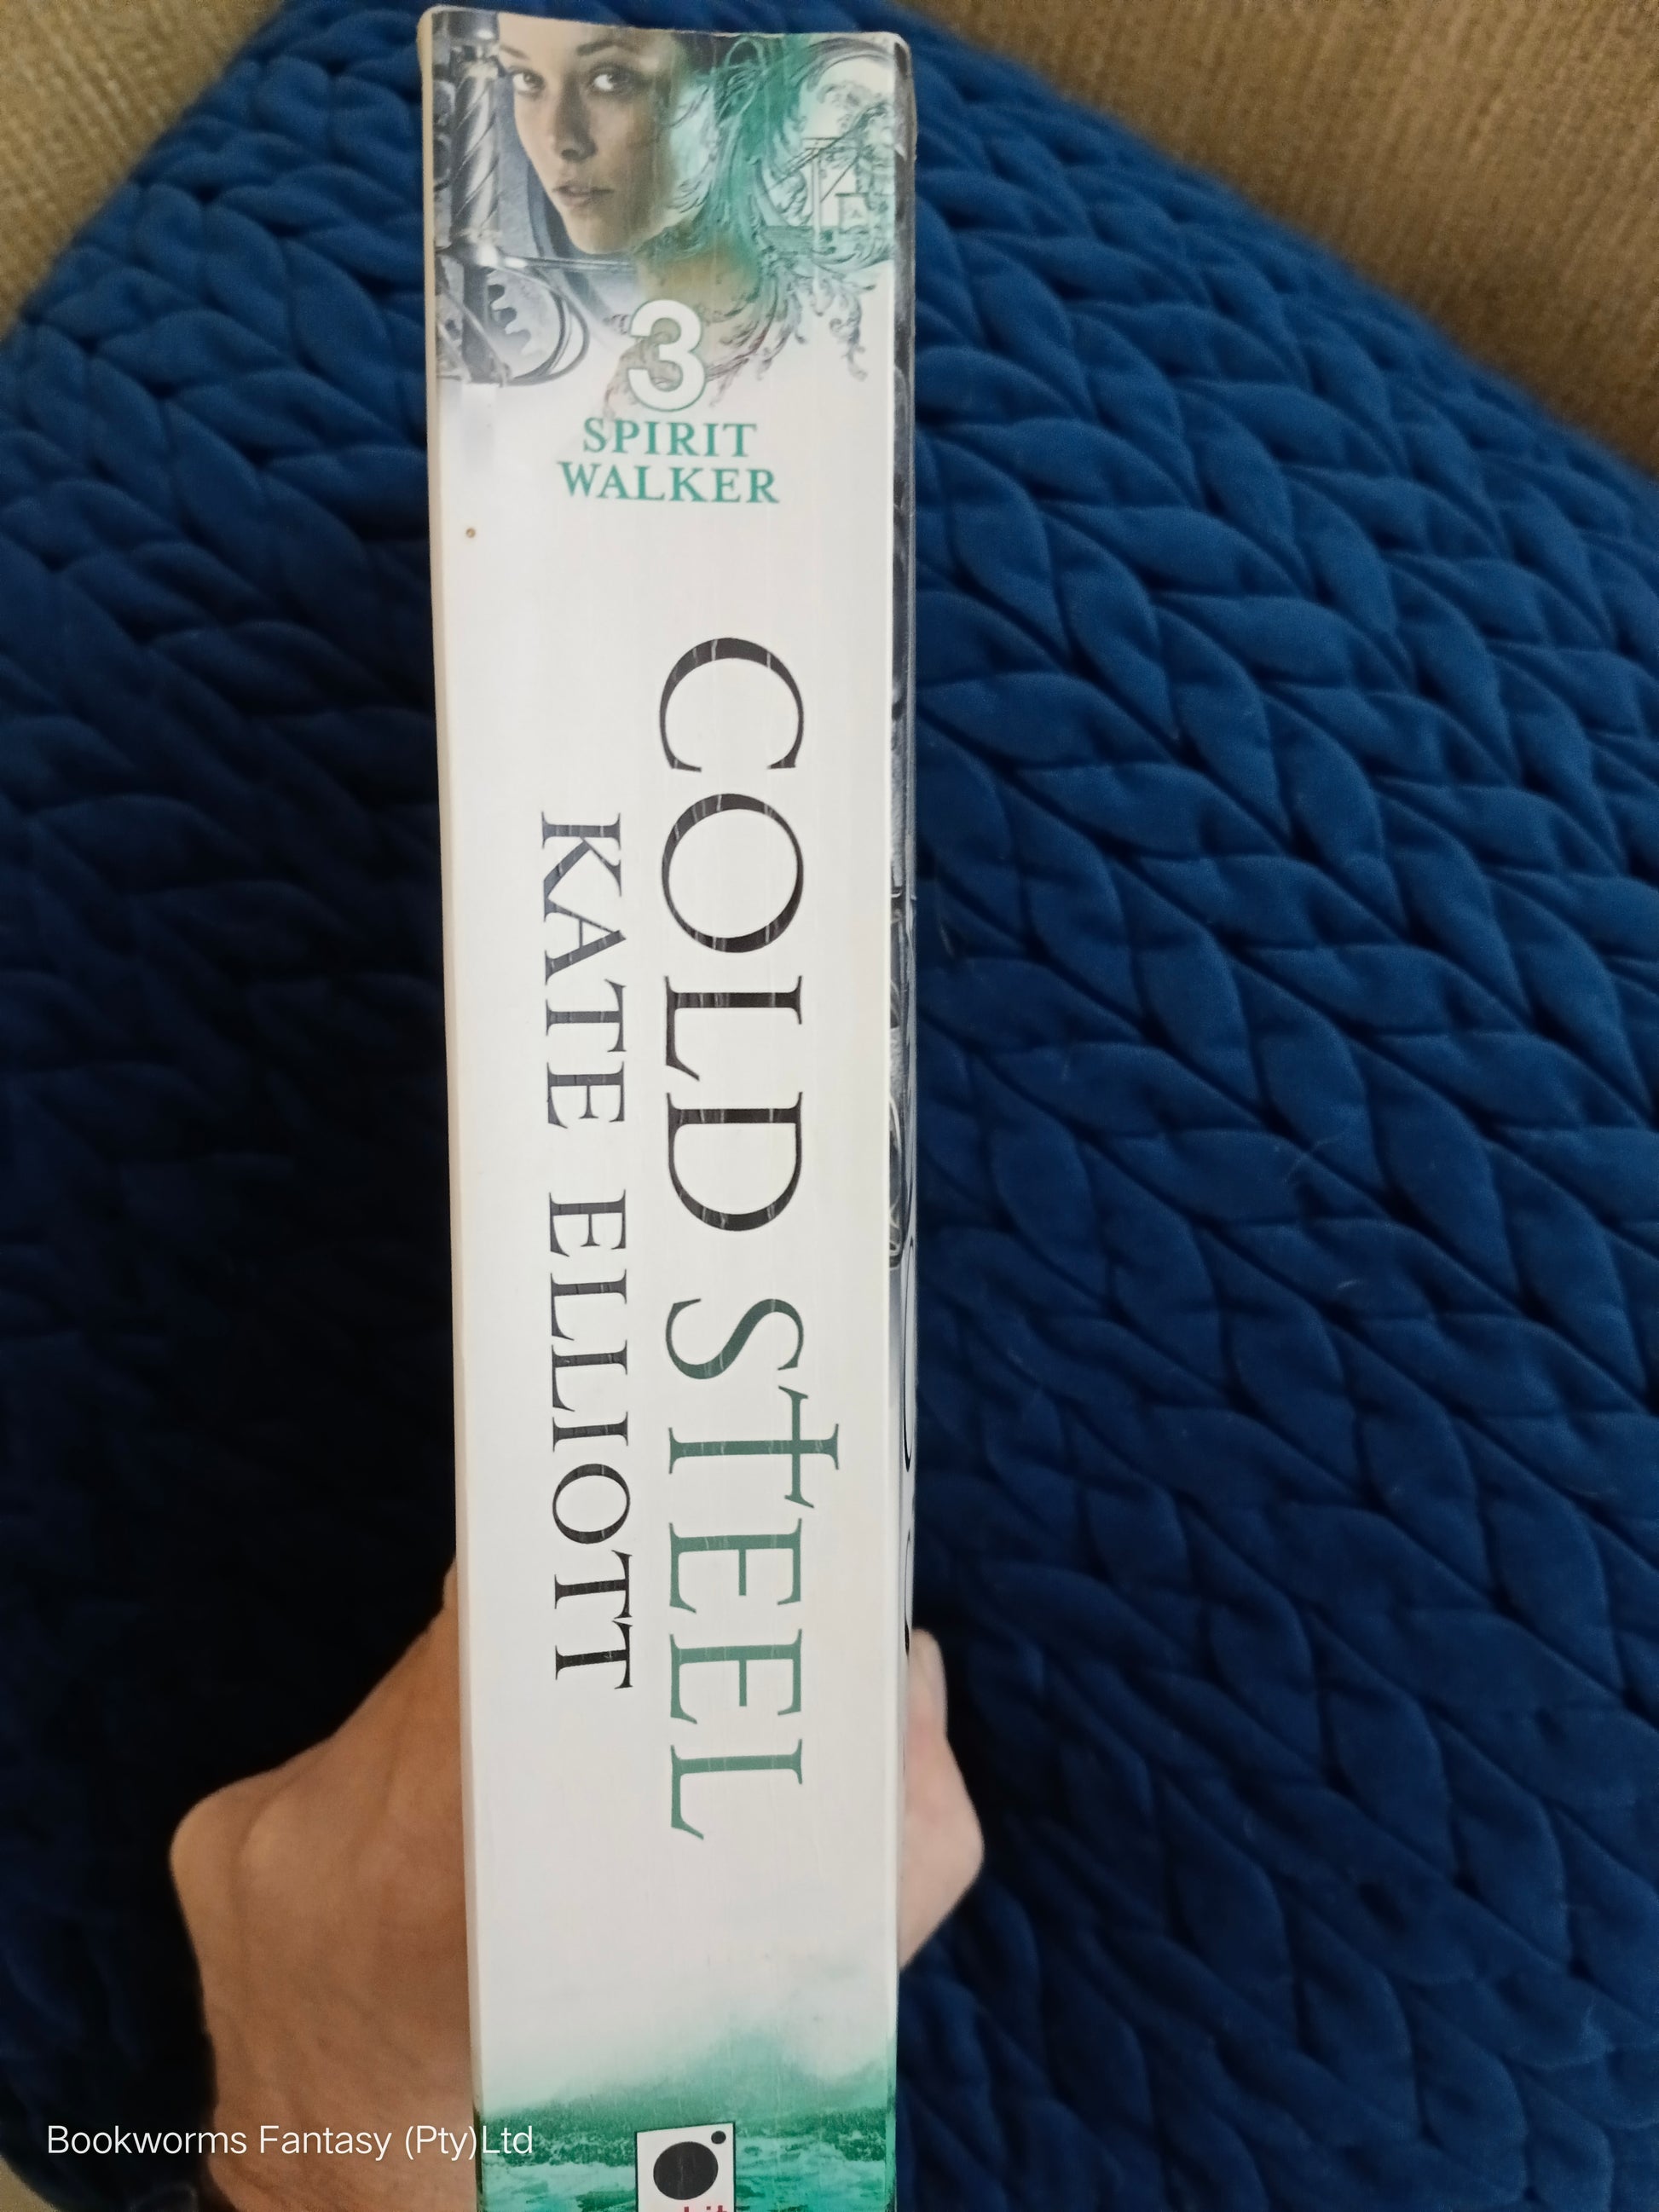 3
SPIRIT
WALKER
COLD STEEL
KATE ELLIOTT
Bookworms Fantasy (Pty)Ltd